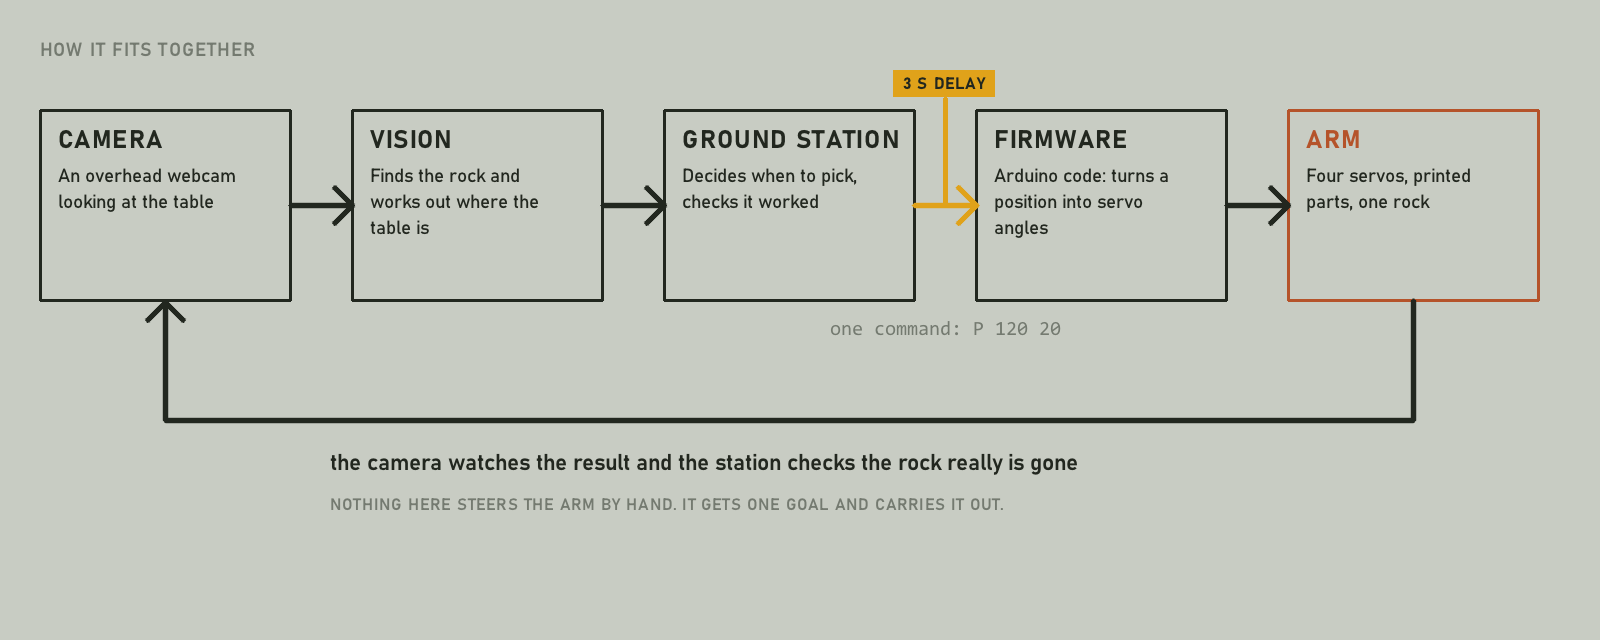 HOW IT FITS TOGETHER
3 S DELAY
CAMERA
An overhead webcam
looking at the table
VISION
Finds the rock and
works out where the
table is
GROUND STATION
Decides when to pick,
checks it worked
FIRMWARE
Arduino code: turns a
position into servo
angles
ARM
Four servos, printed
parts, one rock
one command: P 120 20
the camera watches the result and the station checks the rock really is gone
NOTHING HERE STEERS THE ARM BY HAND. IT GETS ONE GOAL AND CARRIES IT OUT.